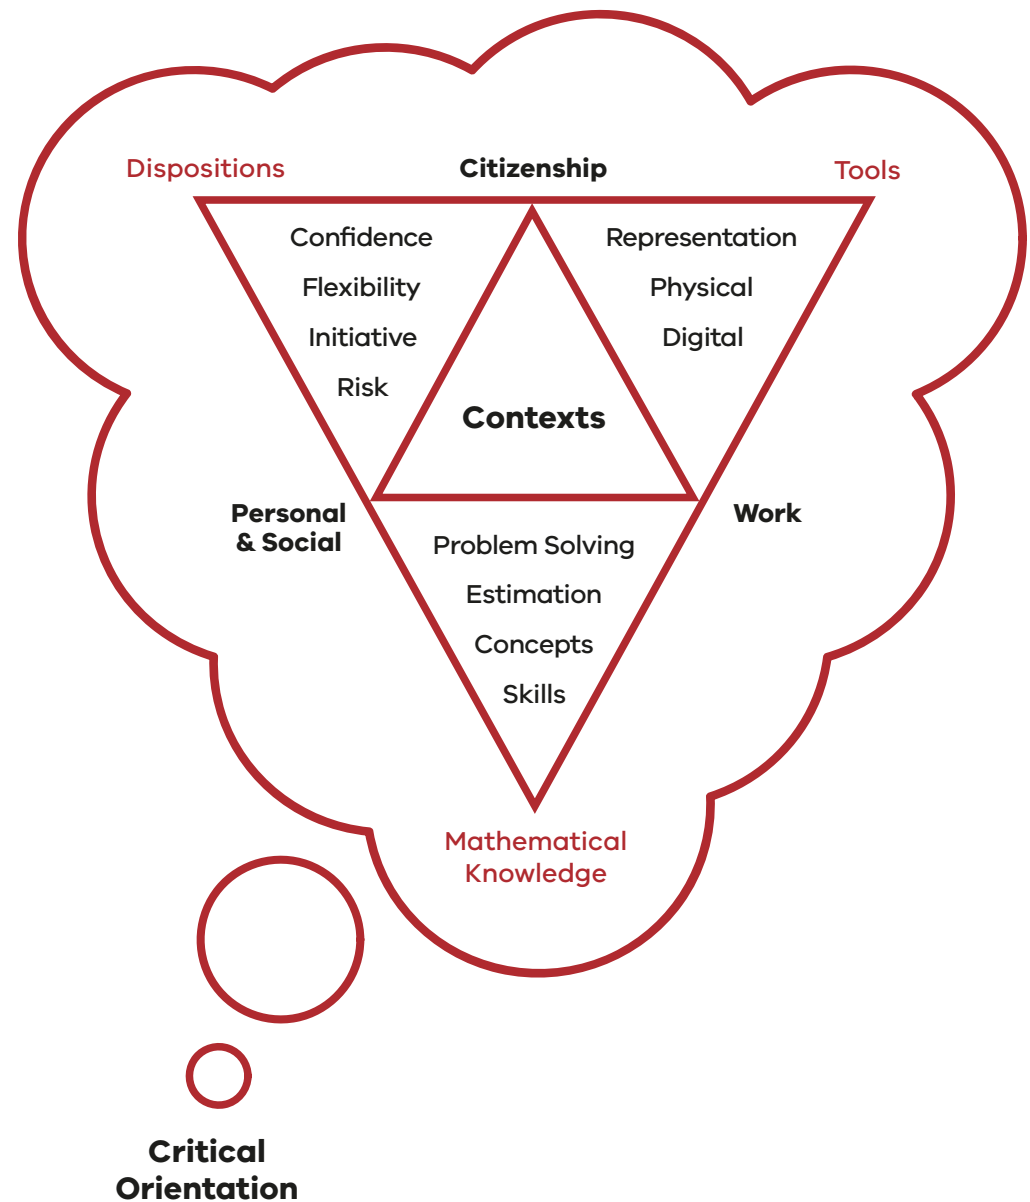 Dispositions
Citizenship
Tools
Confidence
Flexibility
Initiative
Risk
Representation
Physical
Digital
Contexts
Personal
& Social
Work
Problem Solving
Estimation
Concepts
Skills
Mathematical
Knowledge
Critical
Orientation